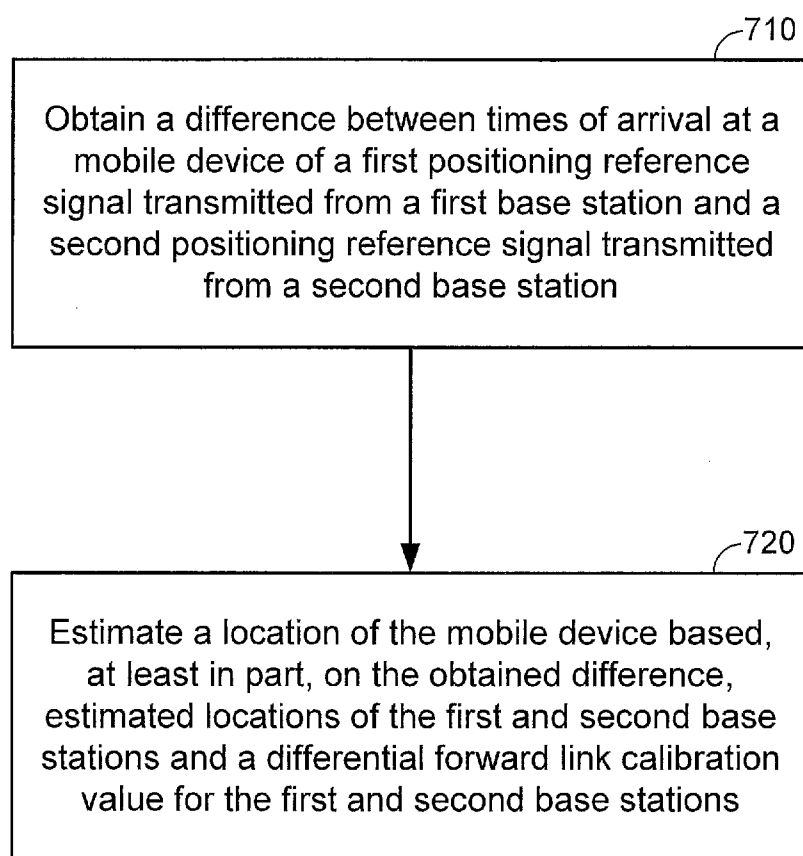 710
Obtain a difference between times of arrival at a
mobile device of a first positioning reference
signal transmitted from a first base station and a
second positioning reference signal transmitted
from a second base station
720
Estimate a location of the mobile device based,
at least in part, on the obtained difference,
estimated locations of the first and second base
stations and a differential forward link calibration
value for the first and second base stations